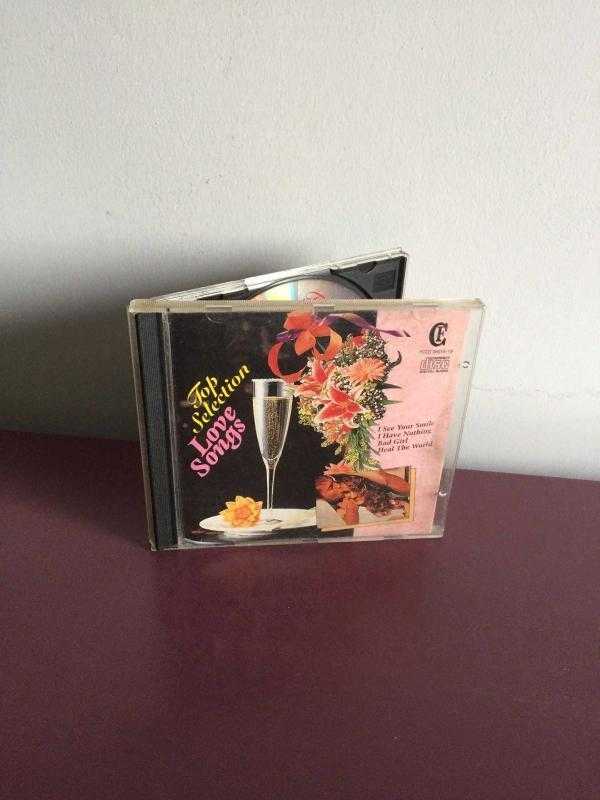 Top
Selection
Love
Songs
I See Your Smile
I Have Nothing
Bad Girl
Heal The World